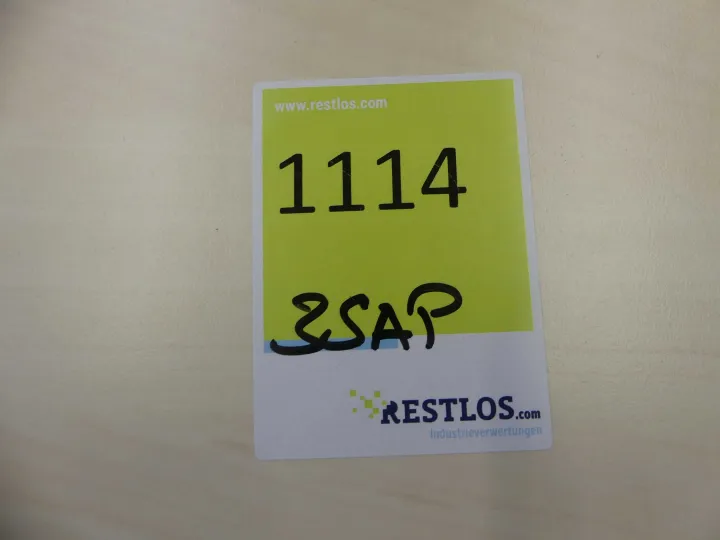 www.restlos.com
1114
3SAP
RESTLOS.com
Industrieverwertungen